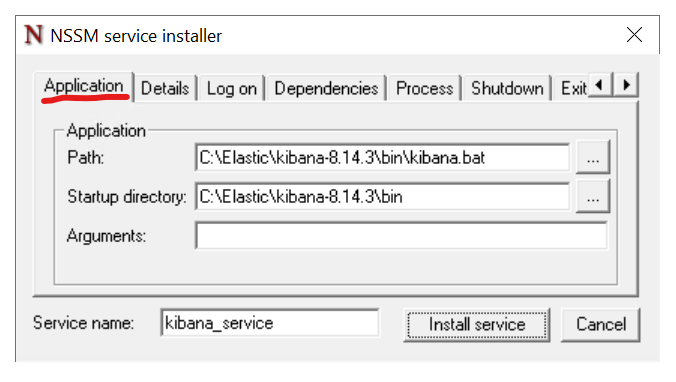 N NSSM service installer
Application Details Log on Dependencies Process Shutdown Exit
Application
Path: C:\Elastic\kibana-8.14.3\bin\kibana.bat ...
Startup directory: C:\Elastic\kibana-8.14.3\bin ...
Arguments:
Service name: kibana_service Install service Cancel